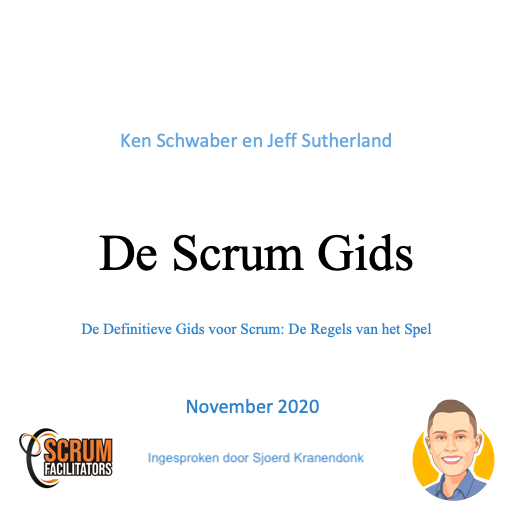 Ken Schwaber en Jeff Sutherland
De Scrum Gids
De Definitieve Gids voor Scrum: De Regels van het Spel
November 2020
SCRUM
FACILITATORS
Ingesproken door Sjoerd Kranendonk